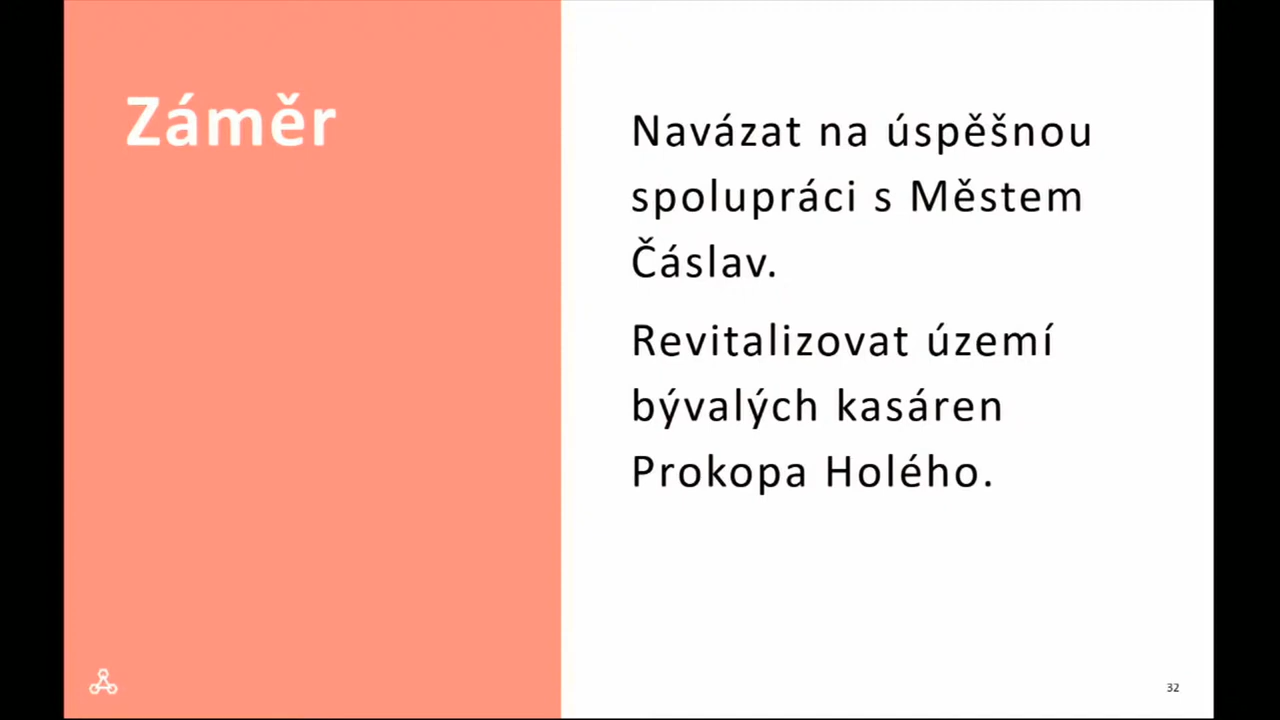 Záměr
Navázat na úspěšnou
spolupráci s Městem
Čáslav.
Revitalizovat území
bývalých kasáren
Prokopa Holého.
32